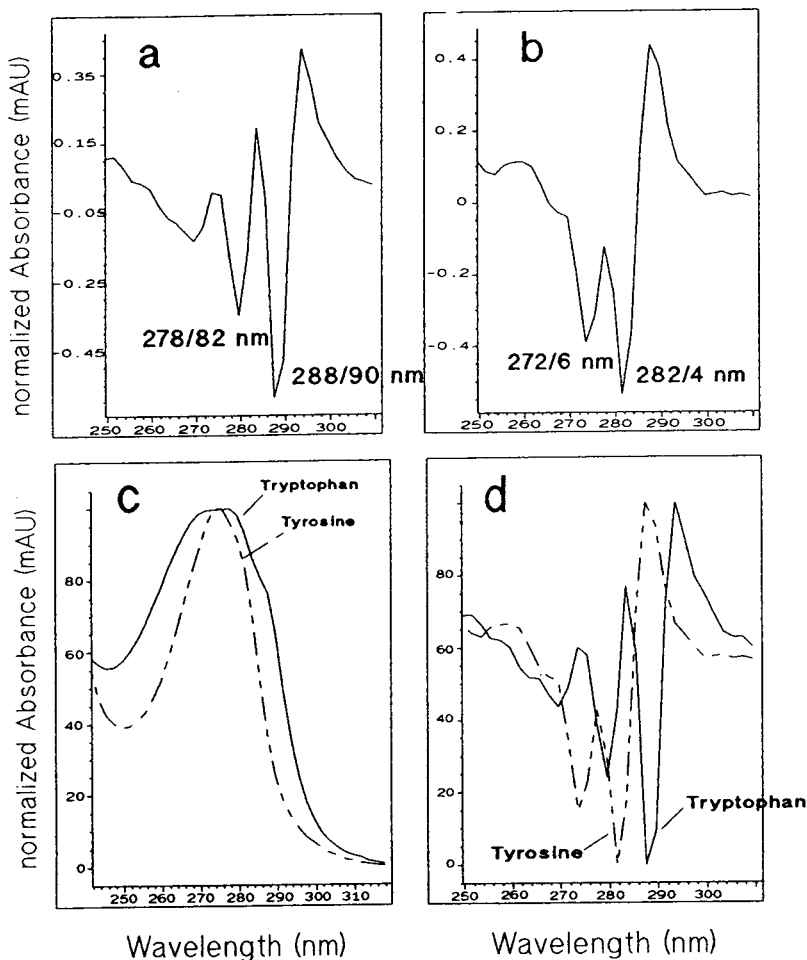 a
0.35
0.15
-0.05
-0.25
-0.45
278/82 nm
288/90 nm
250 260 270 280 290 300
normalized Absorbance (mAU)
b
0.4
0.2
0
-0.2
-0.4
272/6 nm
282/4 nm
250 260 270 280 290 300
c
Tryptophan
Tyrosine
80
60
40
20
0
250 260 270 280 290 300 310
normalized Absorbance (mAU)
Wavelength (nm)
d
80
60
40
20
0
Tryptophan
Tyrosine
250 260 270 280 290 300
Wavelength (nm)